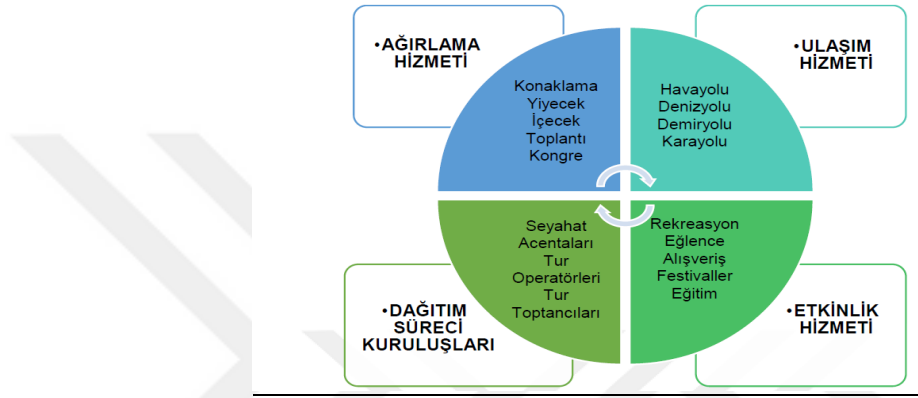 •AĞIRLAMA
HİZMETİ
Konaklama
Yiyecek
İçecek
Toplantı
Kongre
•ULAŞIM
HİZMETİ
Havayolu
Denizyolu
Demiryolu
Karayolu
•DAĞITIM
SÜRECİ
KURULUŞLARI
Seyahat
Acentaları
Tur
Operatörleri
Tur
Toptancıları
•ETKİNLİK
HİZMETİ
Rekreasyon
Eğlence
Alışveriş
Festivaller
Eğitim